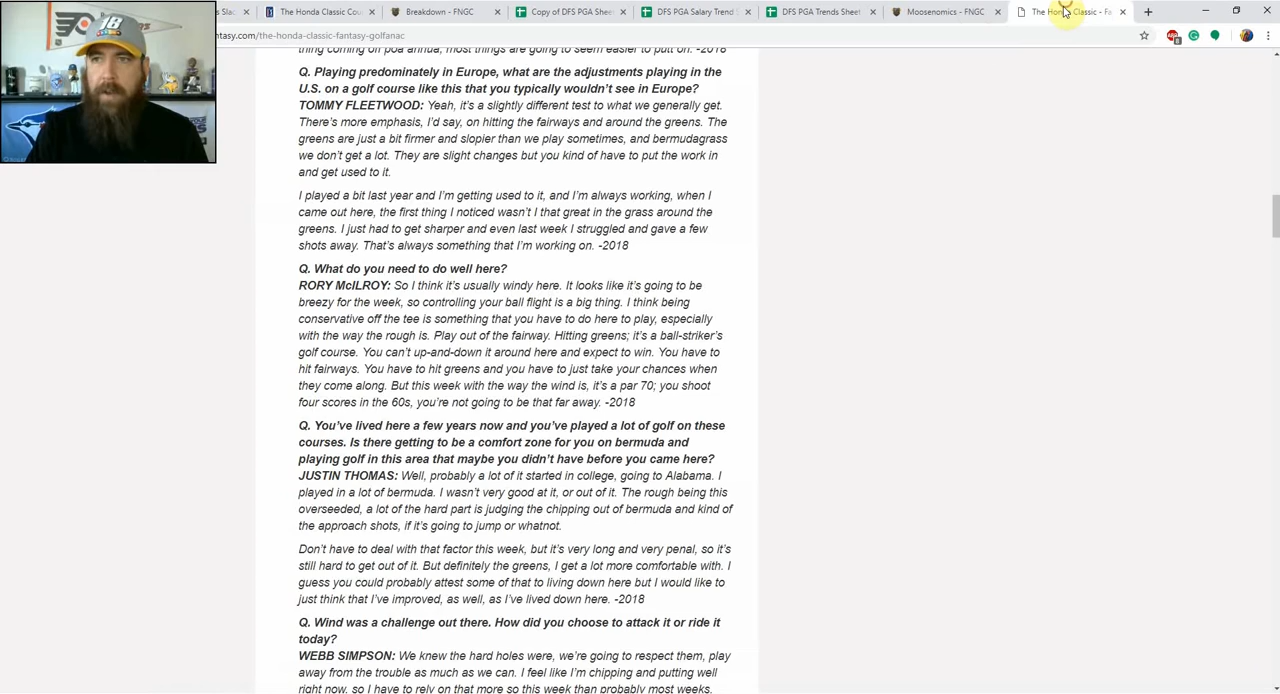 s Slac
The Honda Classic Cou
Breakdown - FNGC
Copy of DFS PGA Shee
DFS PGA Salary Trend
DFS PGA Trends Sheet
Moosenomics - FNGC
The Honda Classic - Fa
ntasy.com/the-honda-classic-fantasy-golfanac
18
thing coming on poa annua, most things are going to seem easier to putt on. -2018
Q. Playing predominately in Europe, what are the adjustments playing in the
U.S. on a golf course like this that you typically wouldn't see in Europe?
TOMMY FLEETWOOD: Yeah, it's a slightly different test to what we generally get.
There's more emphasis, I'd say, on hitting the fairways and around the greens. The
greens are just a bit firmer and slopier than we play sometimes, and bermudagrass
we don't get a lot. They are slight changes but you kind of have to put the work in
and get used to it.
I played a bit last year and I'm getting used to it, and I'm always working, when I
came out here, the first thing I noticed wasn't I that great in the grass around the
greens. I just had to get sharper and even last week I struggled and gave a few
shots away. That's always something that I'm working on. -2018
Q. What do you need to do well here?
RORY McILROY: So I think it's usually windy here. It looks like it's going to be
breezy for the week, so controlling your ball flight is a big thing. I think being
conservative off the tee is something that you have to do here to play, especially
with the way the rough is. Play out of the fairway. Hitting greens; it's a ball-striker's
golf course. You can't up-and-down it around here and expect to win. You have to
hit fairways. You have to hit greens and you have to just take your chances when
they come along. But this week with the way the wind is, it's a par 70; you shoot
four scores in the 60s, you're not going to be that far away. -2018
Q. You've lived here a few years now and you've played a lot of golf on these
courses. Is there getting to be a comfort zone for you on bermuda and
playing golf in this area that maybe you didn't have before you came here?
JUSTIN THOMAS: Well, probably a lot of it started in college, going to Alabama. I
played in a lot of bermuda. I wasn't very good at it, or out of it. The rough being this
overseeded, a lot of the hard part is judging the chipping out of bermuda and kind of
the approach shots, if it's going to jump or whatnot.
Don't have to deal with that factor this week, but it's very long and very penal, so it's
still hard to get out of it. But definitely the greens, I get a lot more comfortable with. I
guess you could probably attest some of that to living down here but I would like to
just think that I've improved, as well, as I've lived down here. -2018
Q. Wind was a challenge out there. How did you choose to attack it or ride it
today?
WEBB SIMPSON: We knew the hard holes were, we're going to respect them, play
away from the trouble as much as we can. I feel like I'm chipping and putting well
right now, so I have to rely on that more so this week than probably most weeks.